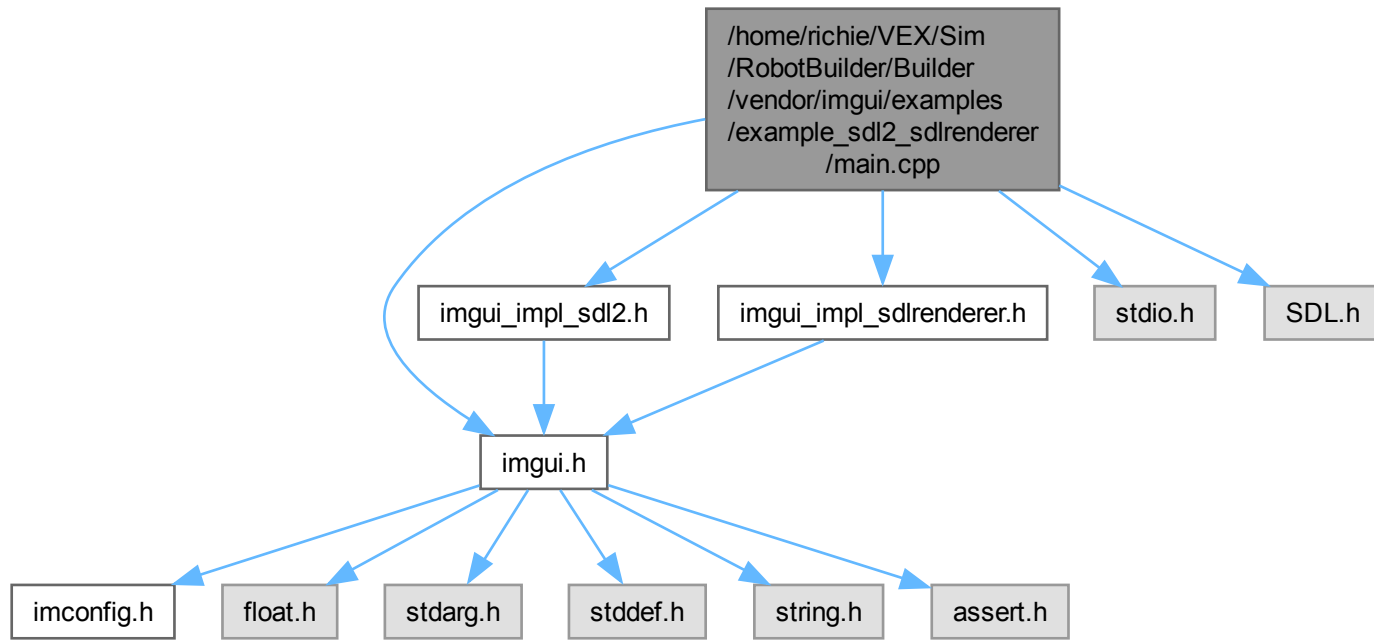 /home/richie/VEX/Sim
/RobotBuilder/Builder
/vendor/imgui/examples
/example_sdl2_sdlrenderer
/main.cpp
imgui_impl_sdl2.h
imgui_impl_sdlrenderer.h
stdio.h
SDL.h
imgui.h
imconfig.h
float.h
stdarg.h
stddef.h
string.h
assert.h